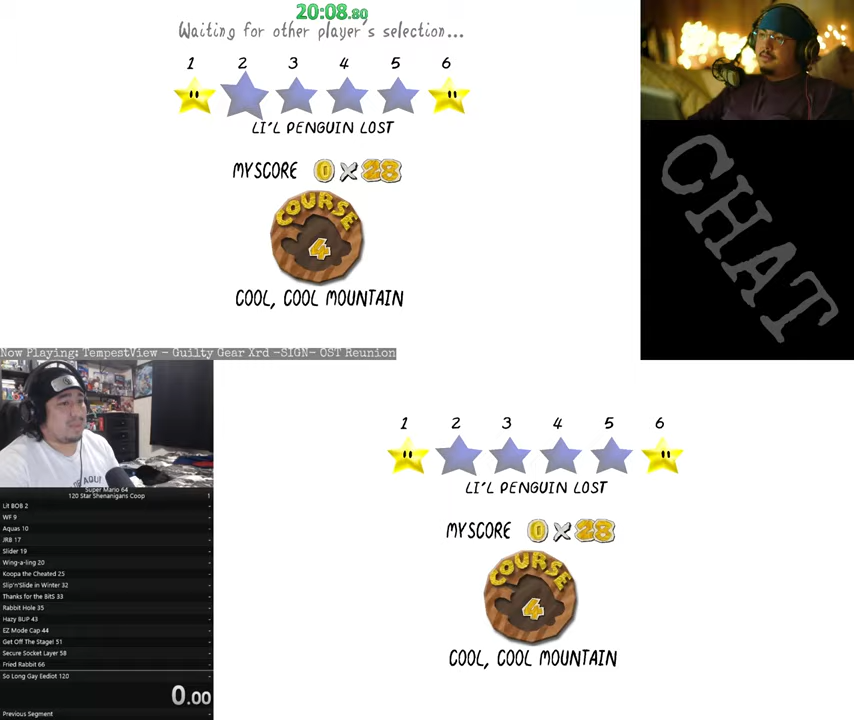 20:08.89
Waiting for other player's selection...
1 2 3 4 5 6
LI'L PENGUIN LOST
MY SCORE 0 x 28
COURSE
4
COOL, COOL MOUNTAIN
CHAT
Now Playing: TempestView - Guilty Gear Xrd -SIGN- OST Reunion
1 2 3 4 5 6
LI'L PENGUIN LOST
MY SCORE 0 x 28
COURSE
4
COOL, COOL MOUNTAIN
Super Mario 64
120 Star Shenanigans Coop 1
Lit BOB 2 -
WF 9 -
Aquas 10 -
JRB 17 -
Slider 19 -
Wing-a-ling 20 -
Koopa the Cheated 25 -
Slip'n'Slide in Winter 32 -
Thanks for the BitS 33 -
Rabbit Hole 35 -
Hazy BUP 43 -
EZ Mode Cap 44 -
Get Off The Stage! 51 -
Secure Socket Layer 58 -
Fried Rabbit 66 -
So Long Gay Eediot 120 -
0.00
Previous Segment -